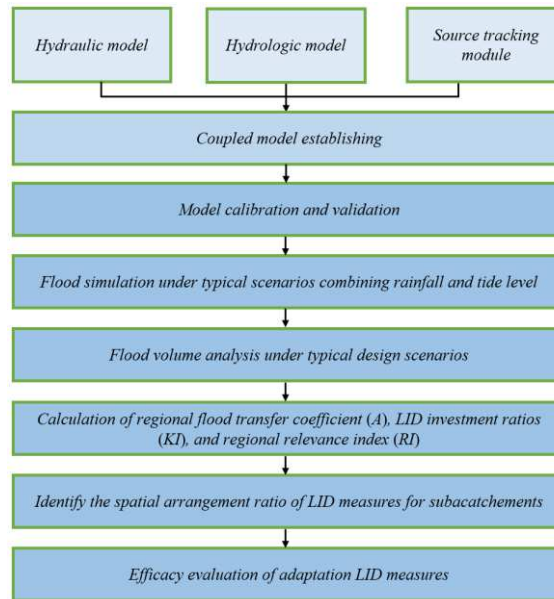 Hydraulic model
Hydrologic model
Source tracking
module
Coupled model establishing
Model calibration and validation
Flood simulation under typical scenarios combining rainfall and tide level
Flood volume analysis under typical design scenarios
Calculation of regional flood transfer coefficient (A), LID investment ratios
(KI), and regional relevance index (RI)
Identify the spatial arrangement ratio of LID measures for subacatchements
Efficacy evaluation of adaptation LID measures